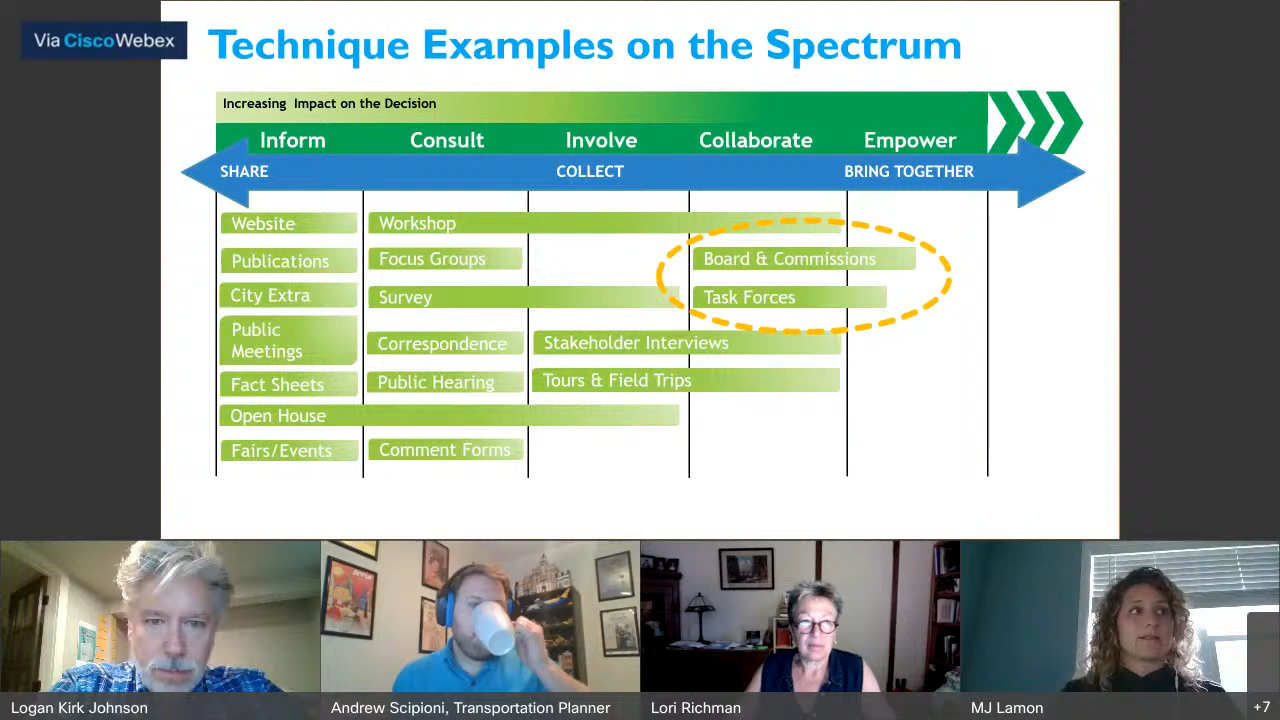 Via CiscoWebex
Technique Examples on the Spectrum
Increasing Impact on the Decision
Inform Consult Involve Collaborate Empower
SHARE COLLECT BRING TOGETHER
Website Workshop
Publications Focus Groups Board & Commissions
City Extra Survey Task Forces
Public
Meetings Correspondence Stakeholder Interviews
Fact Sheets Public Hearing Tours & Field Trips
Open House
Fairs/Events Comment Forms
Logan Kirk Johnson Andrew Scipioni, Transportation Planner Lori Richman MJ Lamon +7